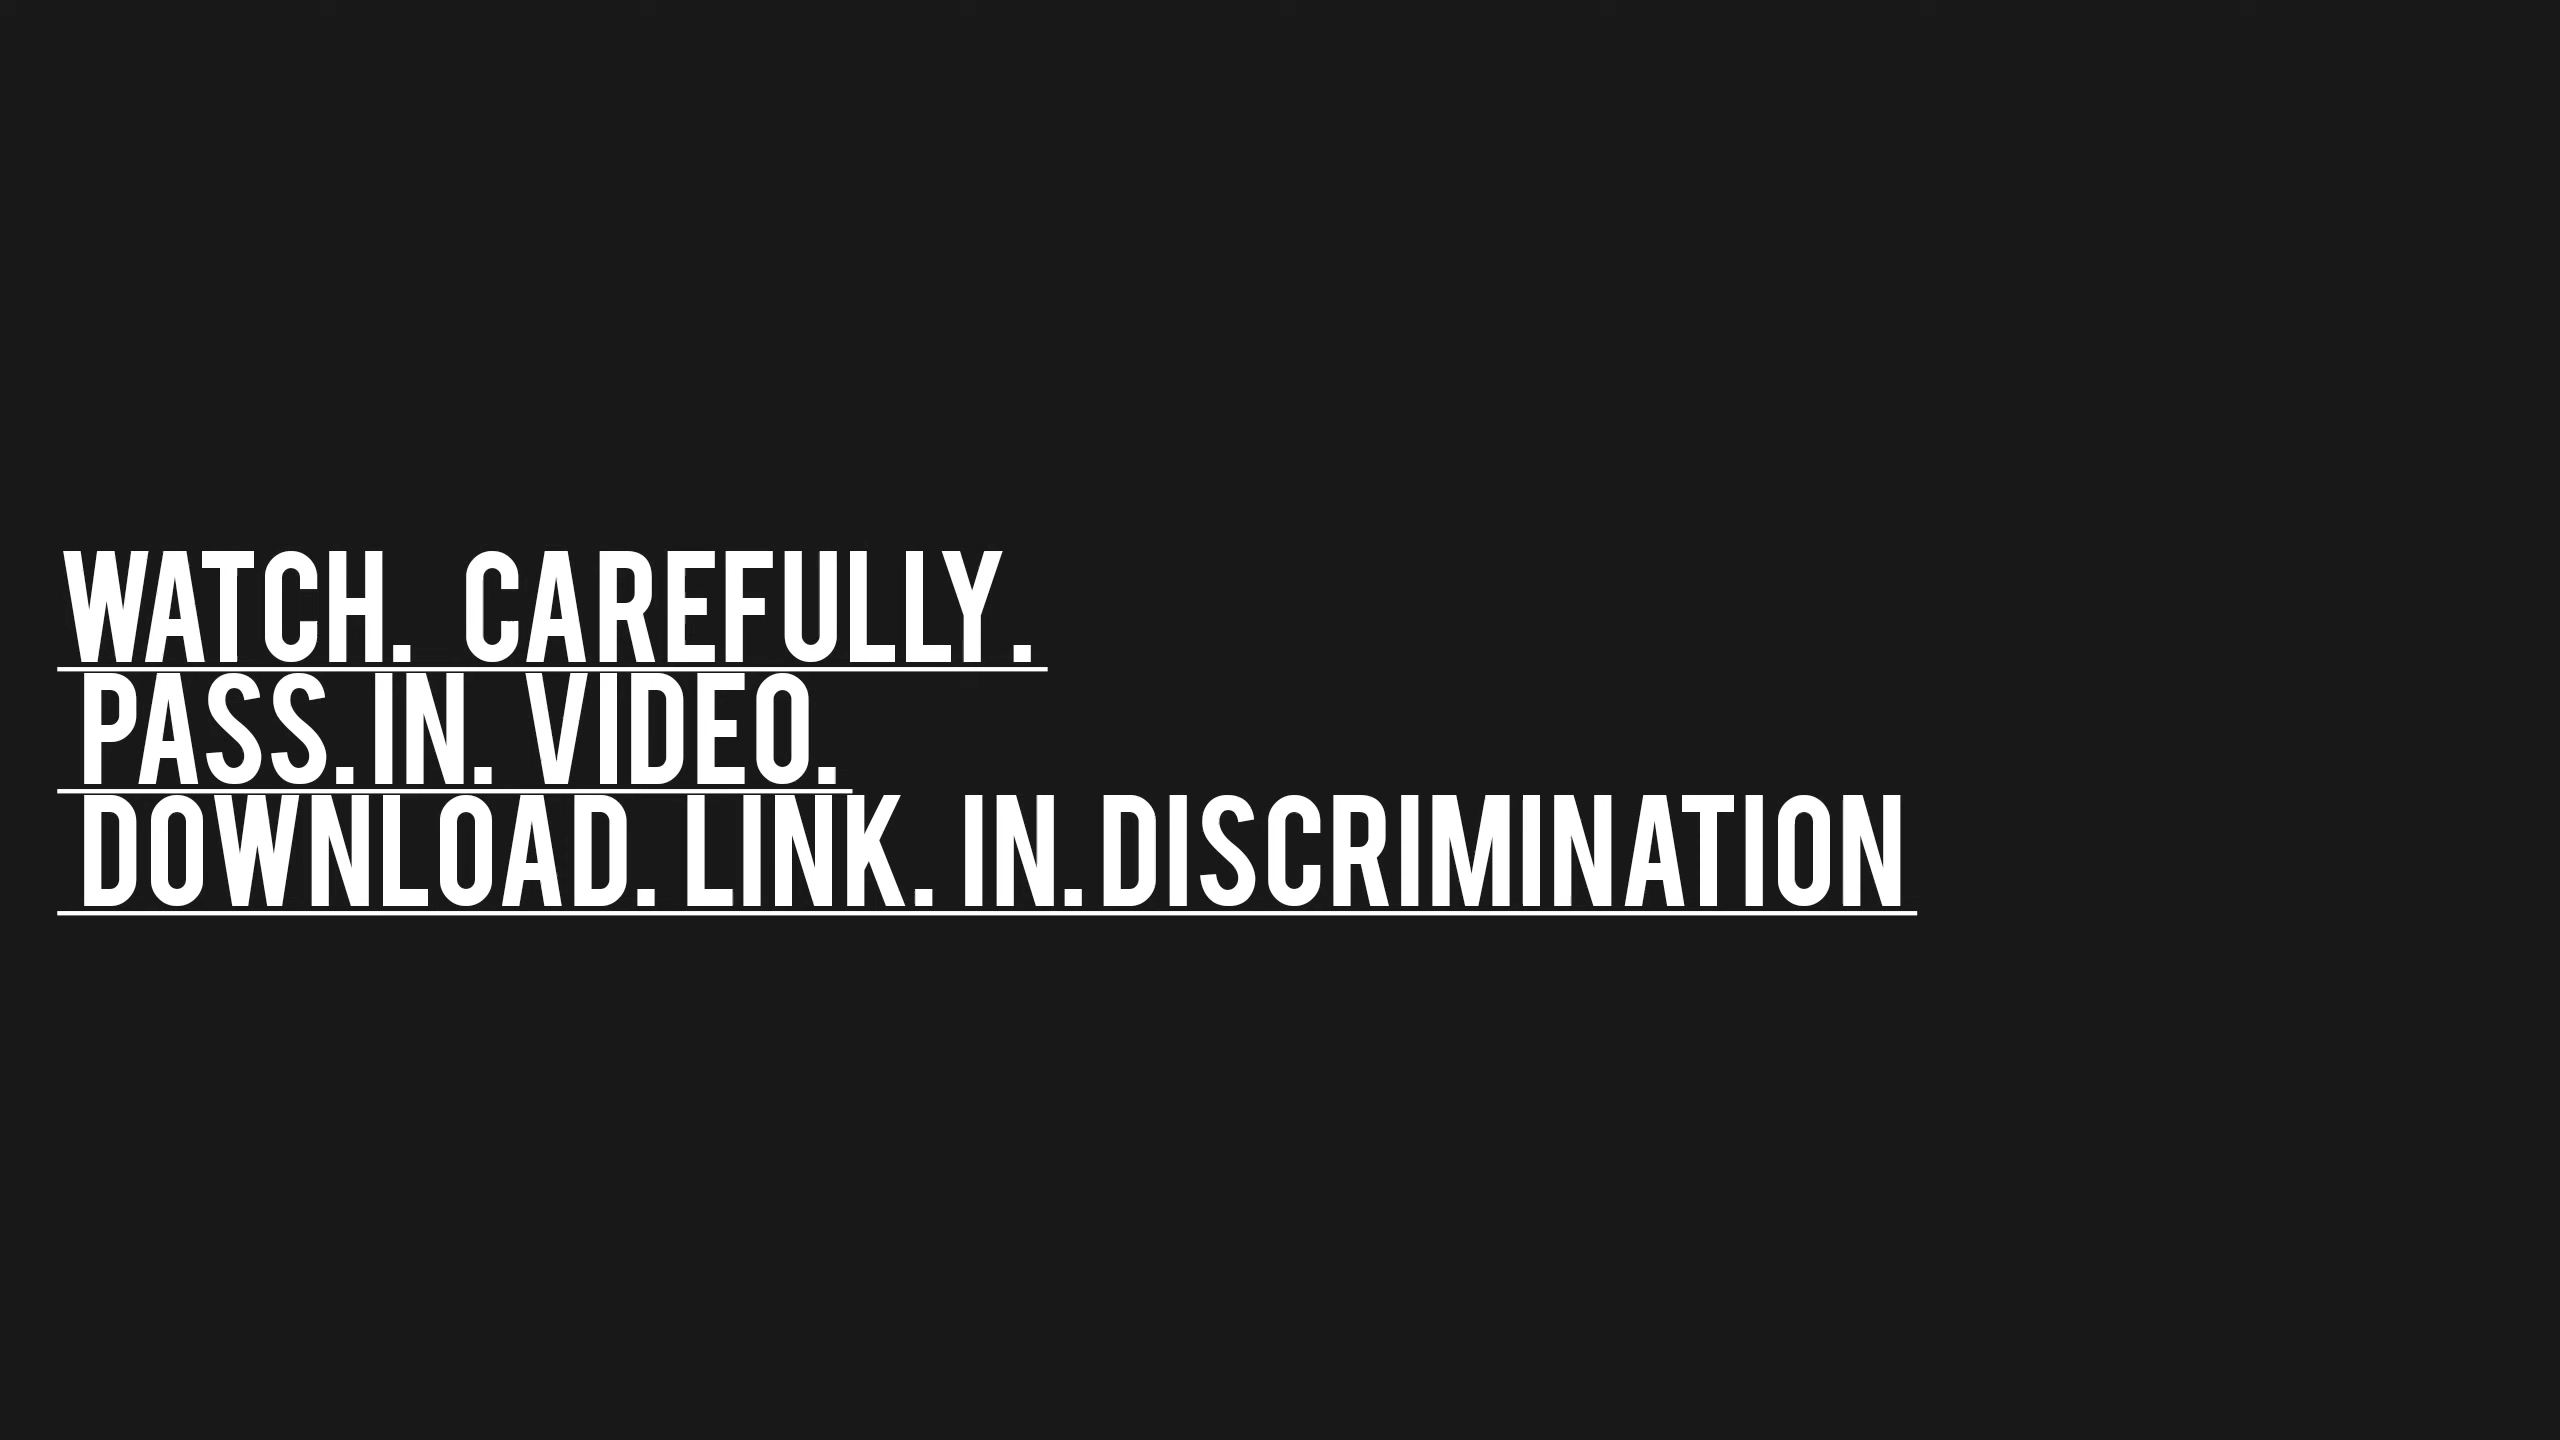 WATCH. CAREFULLY.
PASS. IN. VIDEO.
DOWNLOAD. LINK. IN. DISCRIMINATION